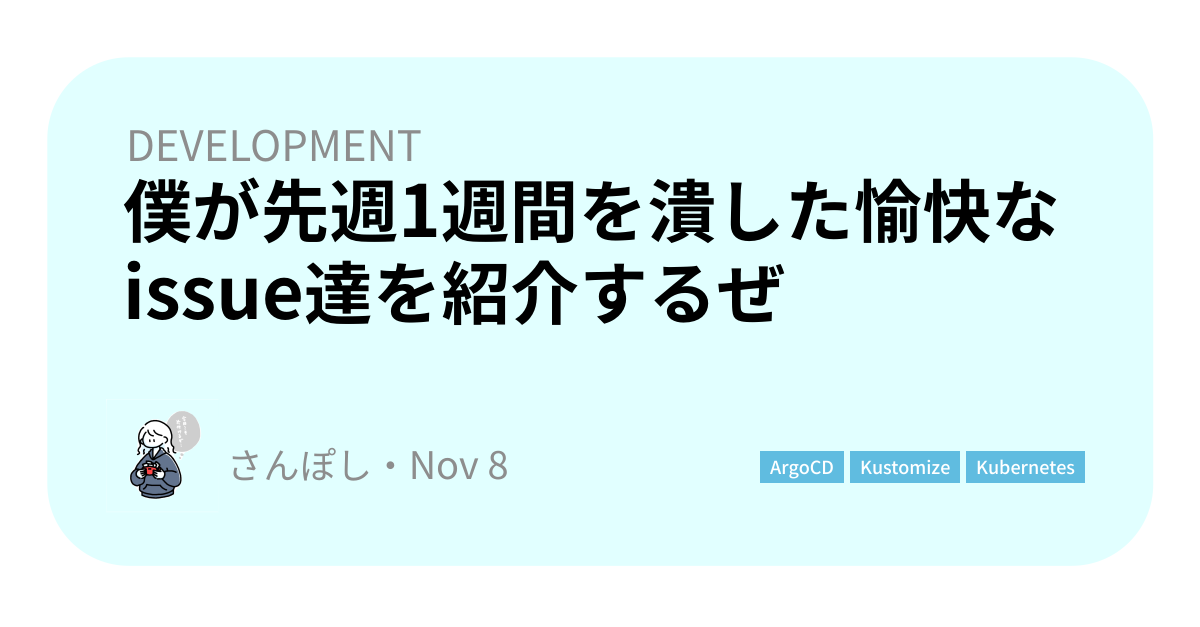 DEVELOPMENT
僕が先週1週間を潰した愉快な
issue達を紹介するぜ
さんぽし・Nov 8
ArgoCD
Kustomize
Kubernetes